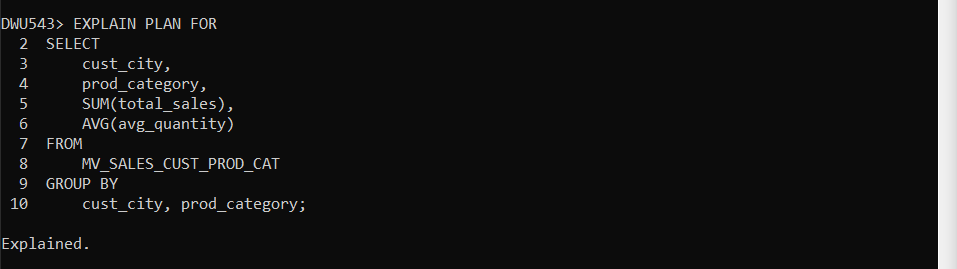 DWU543> EXPLAIN PLAN FOR
  2  SELECT
  3      cust_city,
  4      prod_category,
  5      SUM(total_sales),
  6      AVG(avg_quantity)
  7  FROM
  8      MV_SALES_CUST_PROD_CAT
  9  GROUP BY
 10      cust_city, prod_category;
Explained.